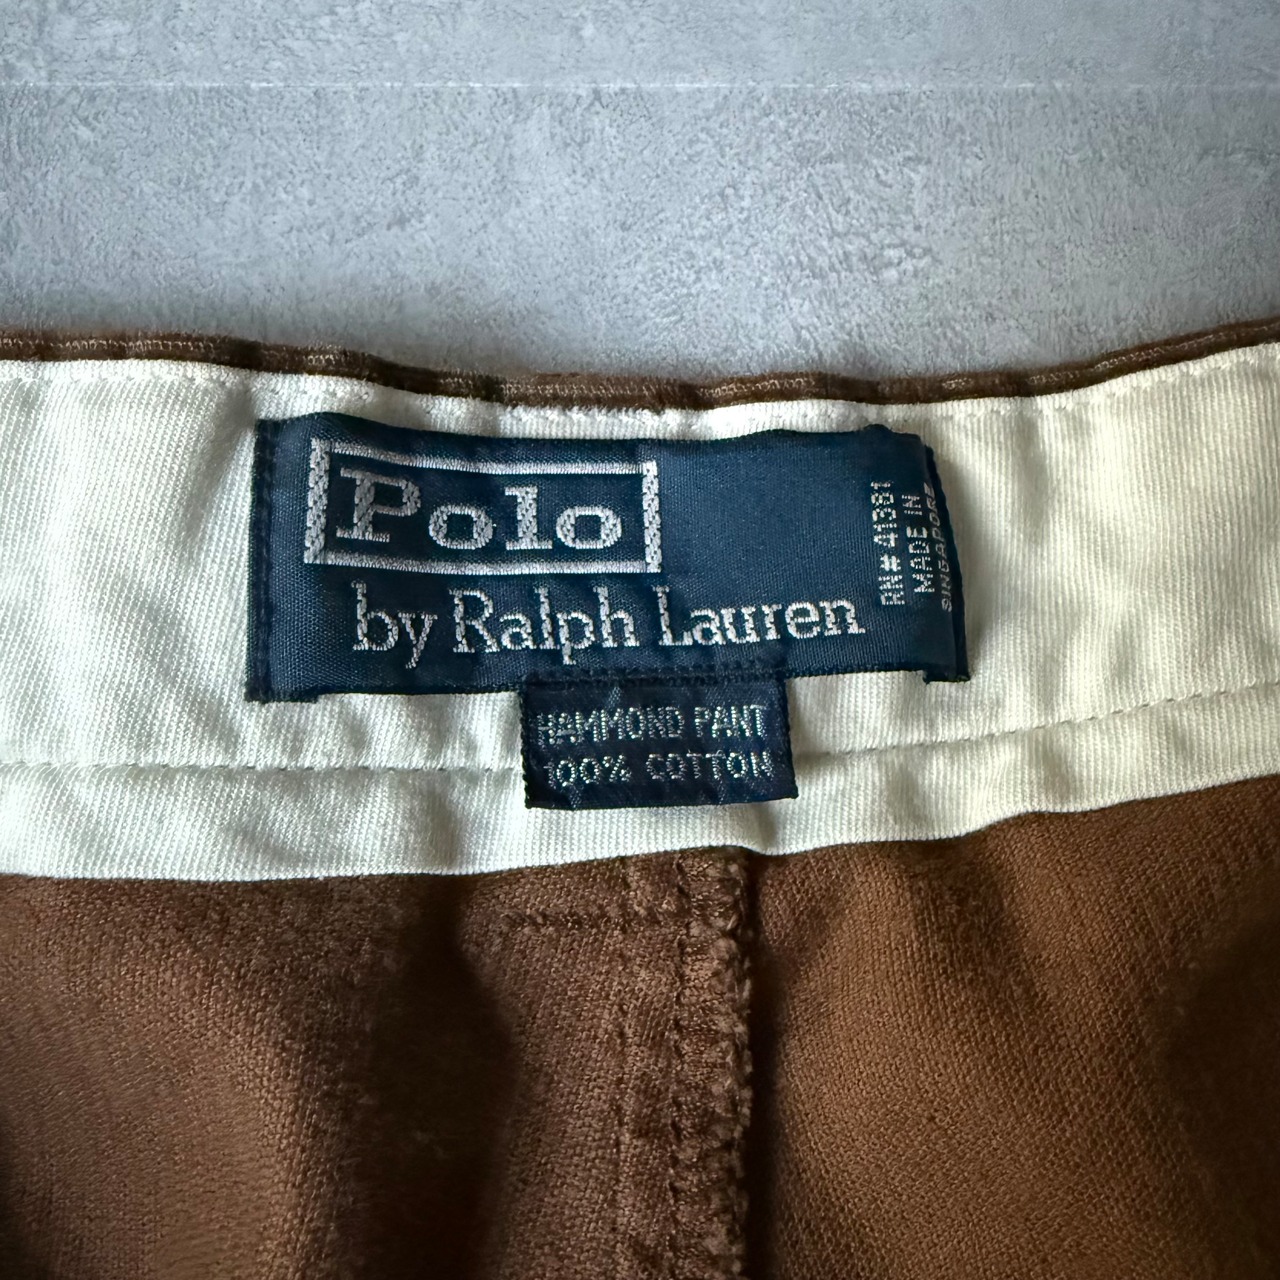 Polo
by Ralph Lauren
RN# 41381
MADE IN
SINGAPORE
HAMMOND PANT
100% COTTON